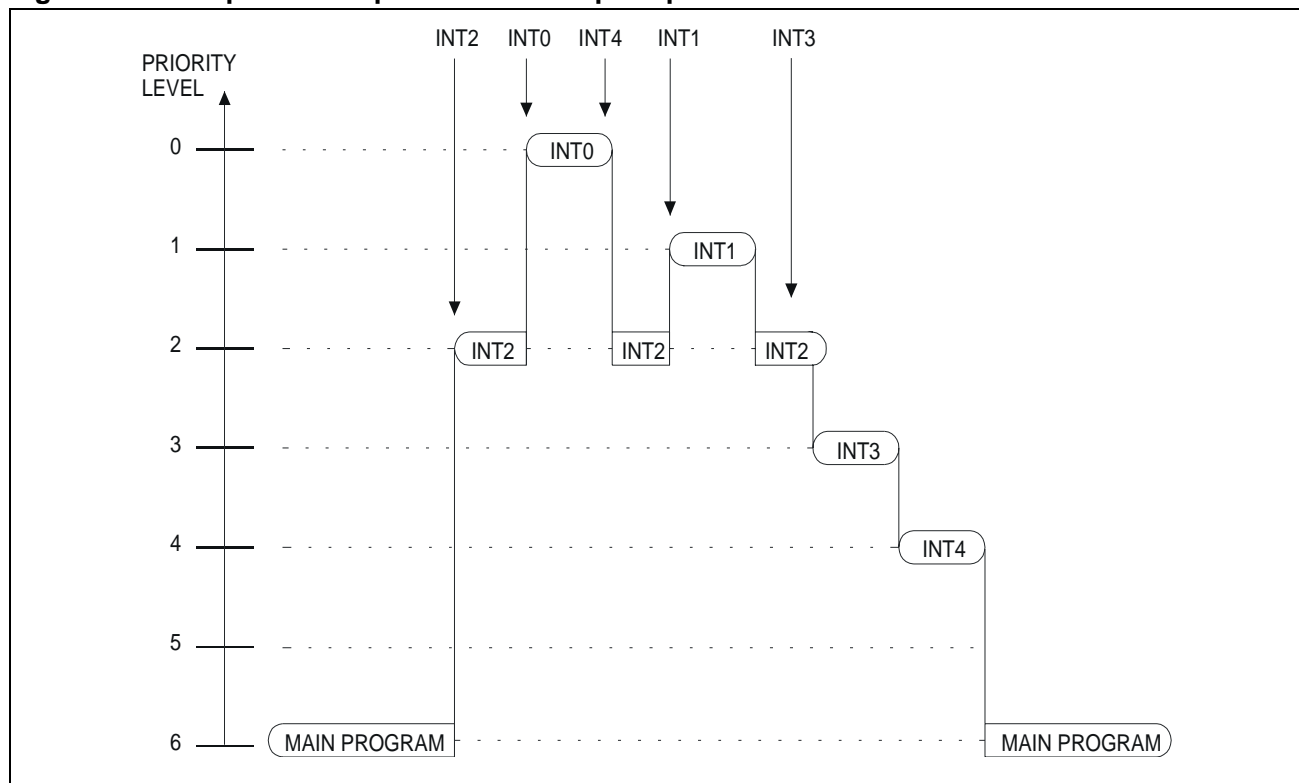 INT2 INT0 INT4 INT1 INT3
PRIORITY
LEVEL
0 INT0
1 INT1
2 INT2 INT2 INT2
3 INT3
4 INT4
5
6 MAIN PROGRAM MAIN PROGRAM